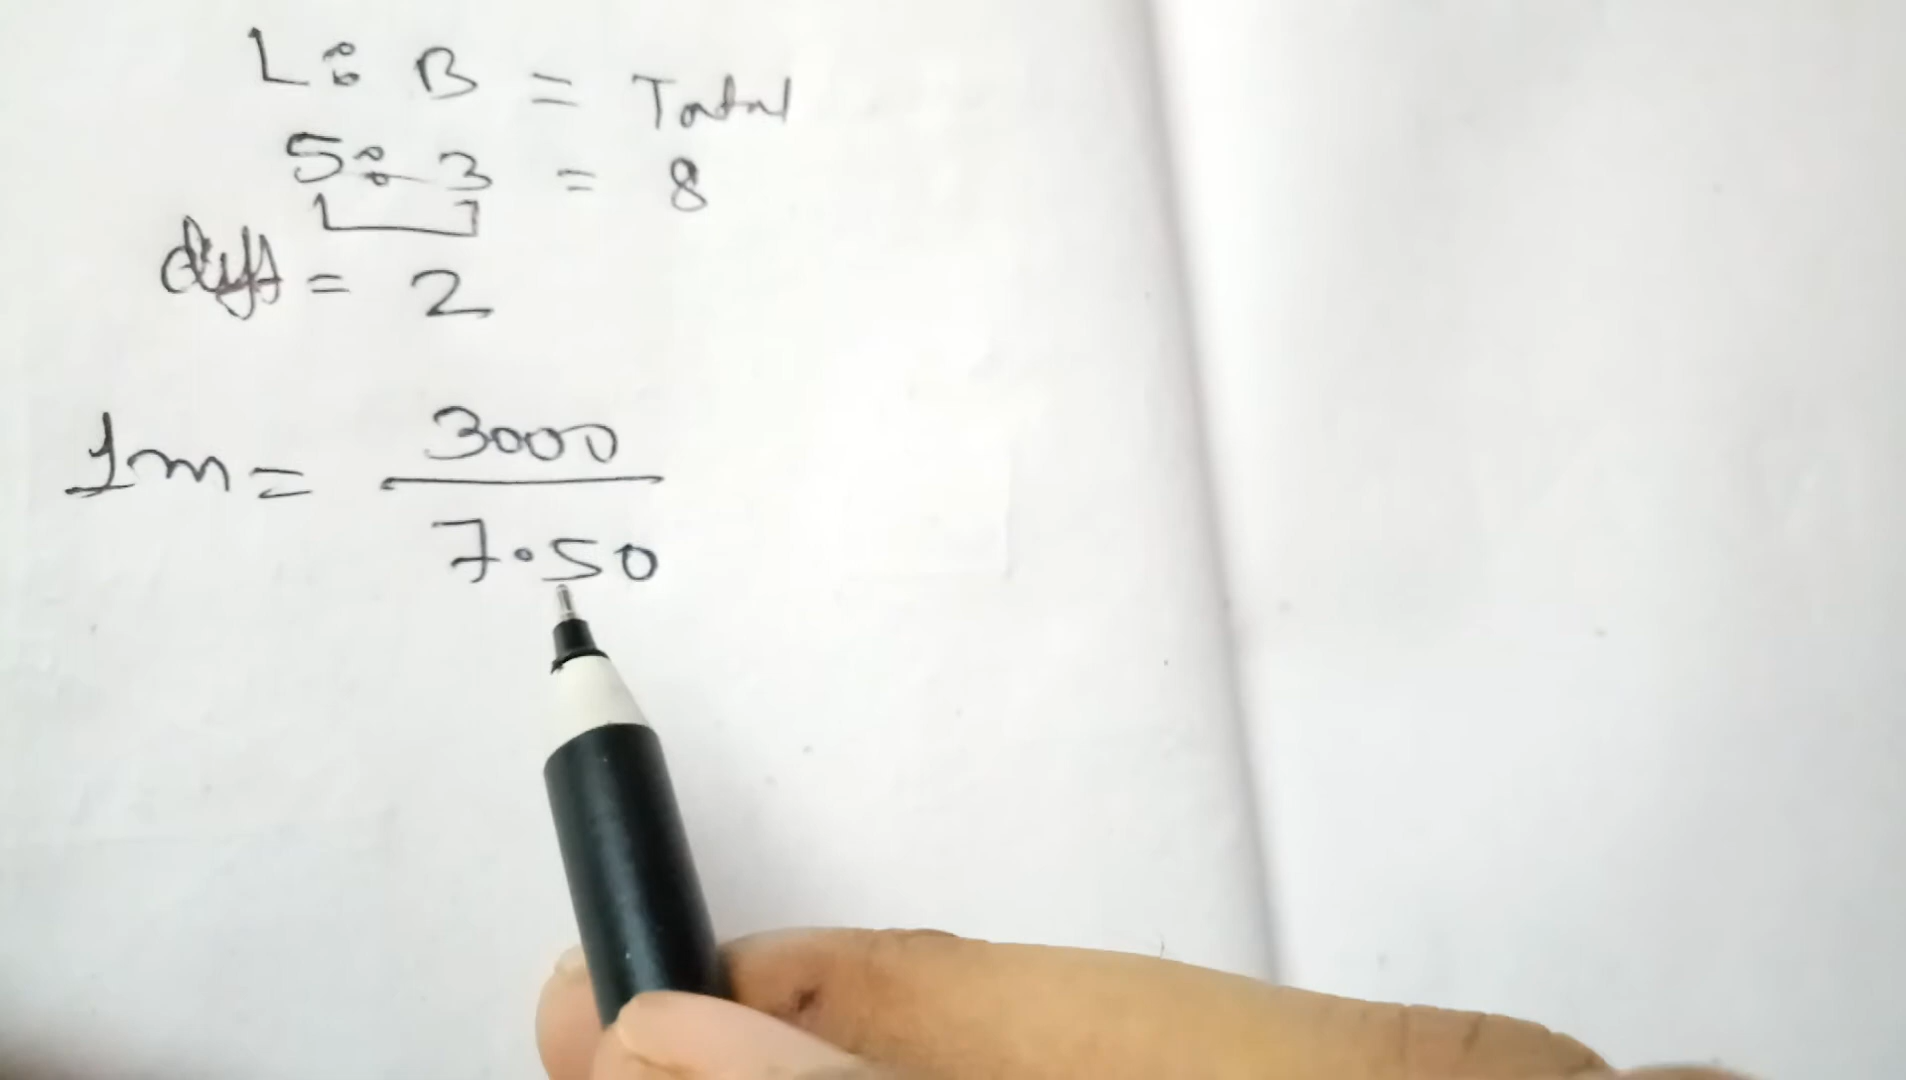 L : B = Total
5 : 3 = 8
diff = 2
1m = 3000
7.50